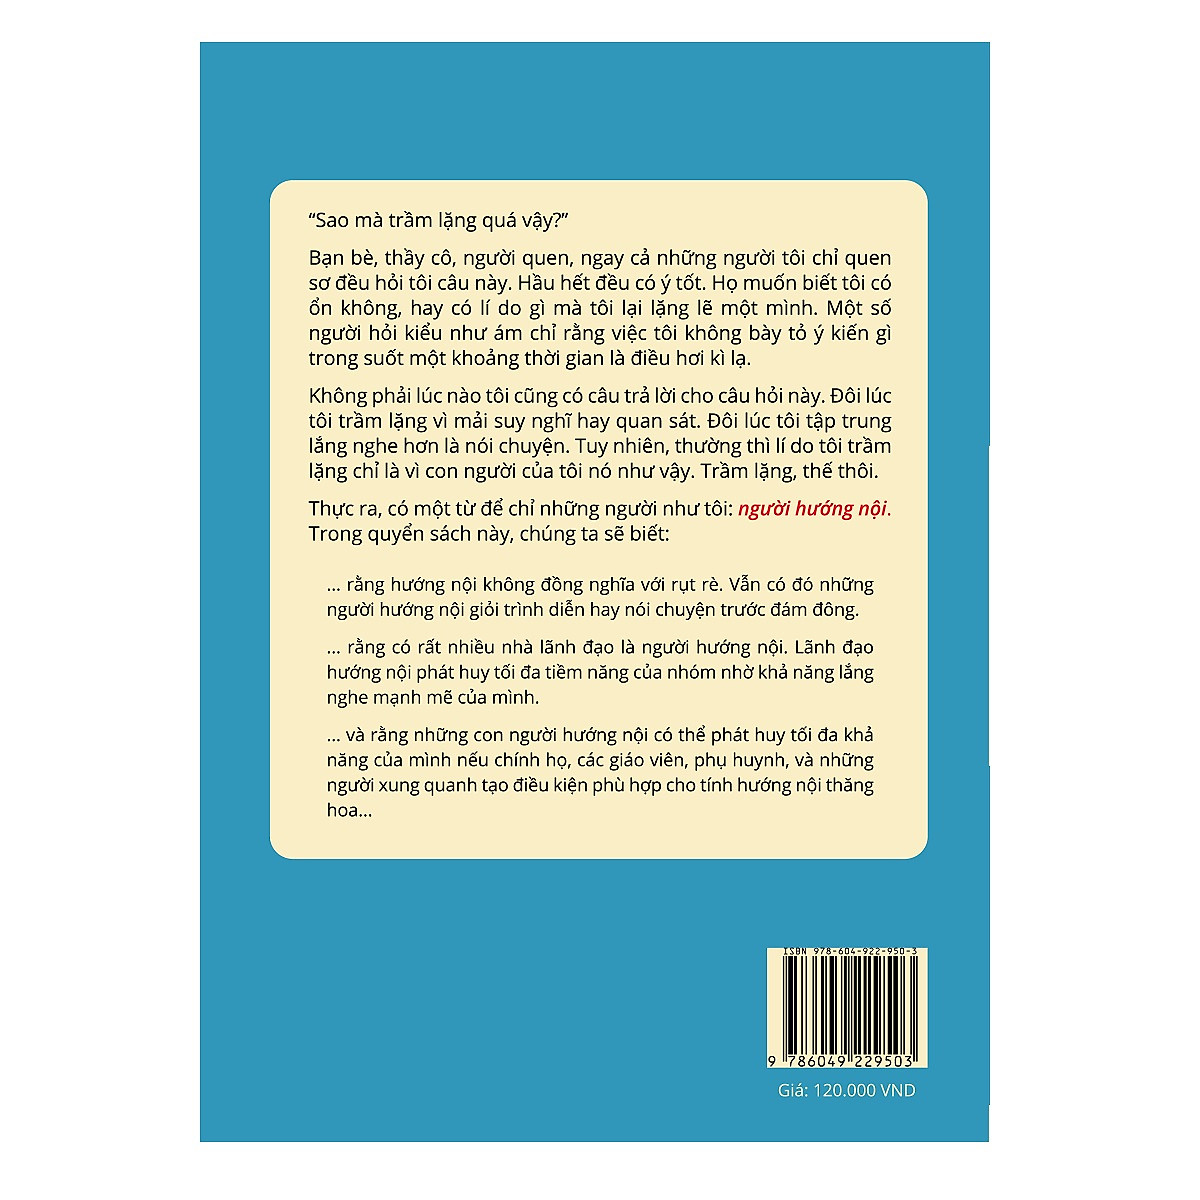 “Sao mà trầm lặng quá vậy?”
Bạn bè, thầy cô, người quen, ngay cả những người tôi chỉ quen
sơ đều hỏi tôi câu này. Hầu hết đều có ý tốt. Họ muốn biết tôi có
ổn không, hay có lí do gì mà tôi lại lặng lẽ một mình. Một số
người hỏi kiểu như ám chỉ rằng việc tôi không bày tỏ ý kiến gì
trong suốt một khoảng thời gian là điều hơi kì lạ.
Không phải lúc nào tôi cũng có câu trả lời cho câu hỏi này. Đôi lúc
tôi trầm lặng vì mải suy nghĩ hay quan sát. Đôi lúc tôi tập trung
lắng nghe hơn là nói chuyện. Tuy nhiên, thường thì lí do tôi trầm
lặng chỉ là vì con người của tôi nó như vậy. Trầm lặng, thế thôi.
Thực ra, có một từ để chỉ những người như tôi: người hướng nội.
Trong quyển sách này, chúng ta sẽ biết:
... rằng hướng nội không đồng nghĩa với rụt rè. Vẫn có đó những
người hướng nội giỏi trình diễn hay nói chuyện trước đám đông.
... rằng có rất nhiều nhà lãnh đạo là người hướng nội. Lãnh đạo
hướng nội phát huy tối đa tiềm năng của nhóm nhờ khả năng lắng
nghe mạnh mẽ của mình.
... và rằng những con người hướng nội có thể phát huy tối đa khả
năng của mình nếu chính họ, các giáo viên, phụ huynh, và những
người xung quanh tạo điều kiện phù hợp cho tính hướng nội thăng
hoa...
ISBN 978-604-922-950-3
9 786049 229503
Giá: 120.000 VND